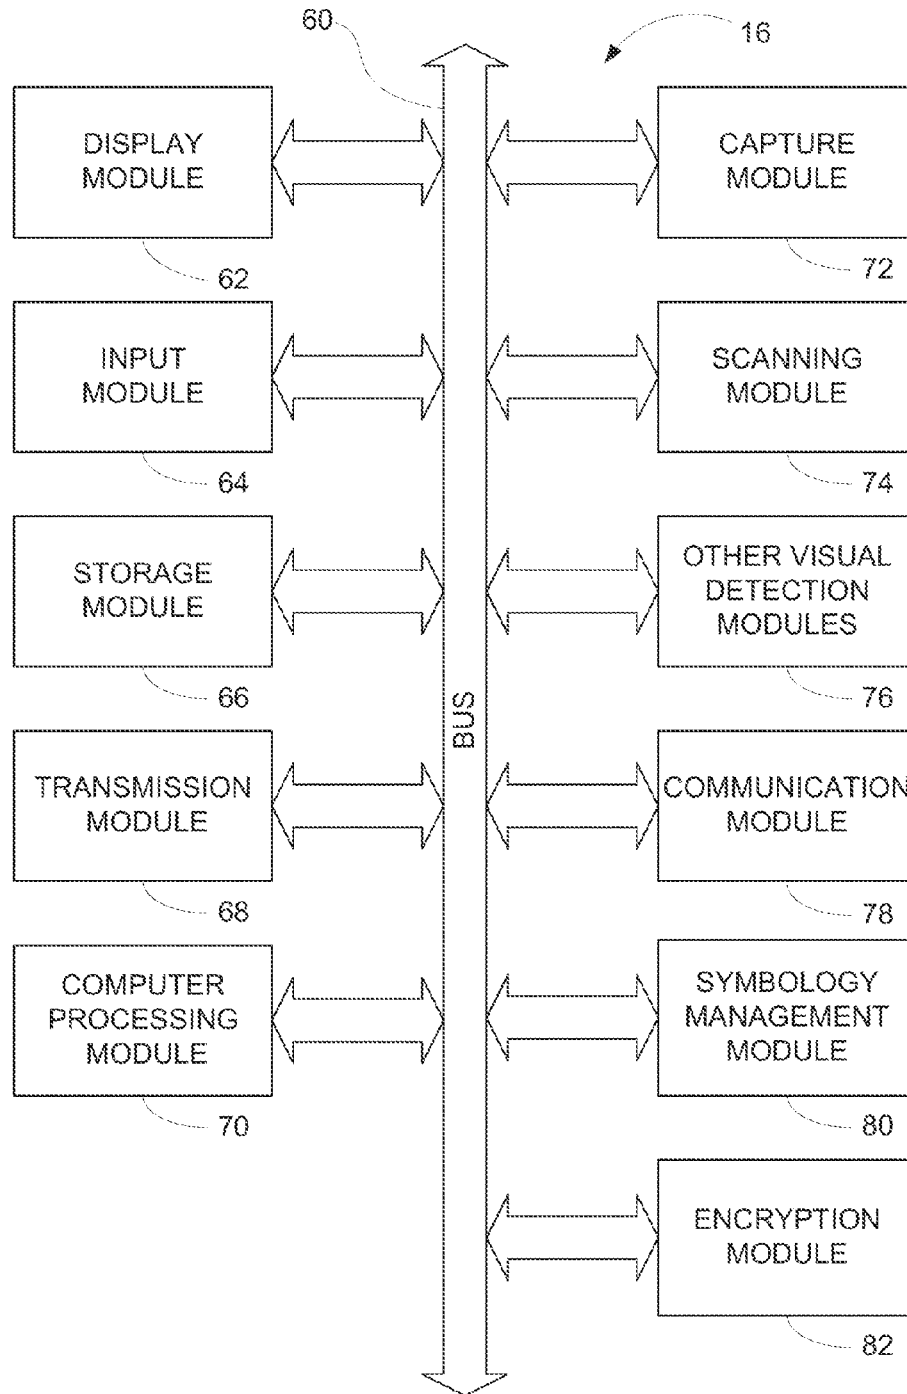 60
16
DISPLAY
MODULE
62
CAPTURE
MODULE
72
INPUT
MODULE
64
SCANNING
MODULE
74
STORAGE
MODULE
66
OTHER VISUAL
DETECTION
MODULES
76
BUS
TRANSMISSION
MODULE
68
COMMUNICATION
MODULE
78
COMPUTER
PROCESSING
MODULE
70
SYMBOLOGY
MANAGEMENT
MODULE
80
ENCRYPTION
MODULE
82